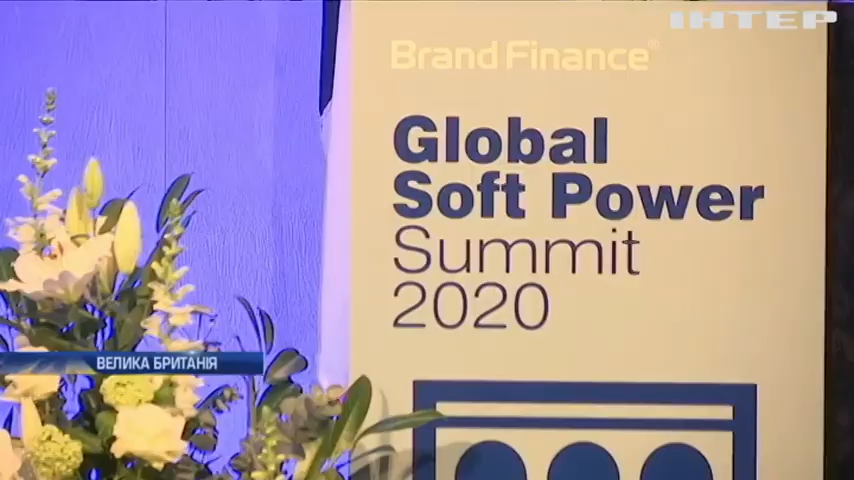 ІНТЕР
Brand Finance®
Global
Soft Power
Summit
2020
ВЕЛИКА БРИТАНІЯ